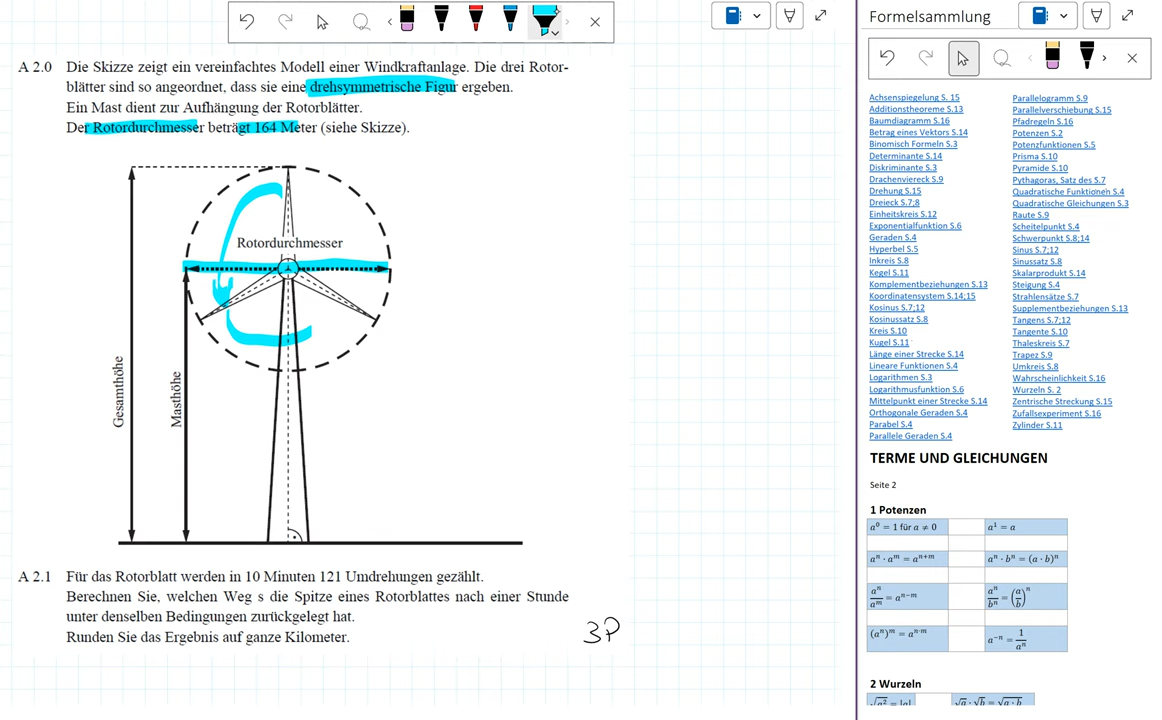 Formelsammlung
A 2.0 Die Skizze zeigt ein vereinfachtes Modell einer Windkraftanlage. Die drei Rotor-
blätter sind so angeordnet, dass sie eine drehsymmetrische Figur ergeben.
Ein Mast dient zur Aufhängung der Rotorblätter.
Der Rotordurchmesser beträgt 164 Meter (siehe Skizze).
Rotordurchmesser
Gesamthöhe
Masthöhe
A 2.1 Für das Rotorblatt werden in 10 Minuten 121 Umdrehungen gezählt.
Berechnen Sie, welchen Weg s die Spitze eines Rotorblattes nach einer Stunde
unter denselben Bedingungen zurückgelegt hat.
Runden Sie das Ergebnis auf ganze Kilometer.
3P
Achsenspiegelung S. 15
Additionstheoreme S.13
Baumdiagramm S.16
Betrag eines Vektors S.14
Binomisch Formeln S.3
Determinante S.14
Diskriminante S.3
Drachenviereck S.9
Drehung S.15
Dreieck S.7;8
Einheitskreis S.12
Exponentialfunktion S.6
Geraden S.4
Hyperbel S.5
Inkreis S.8
Kegel S.11
Komplementbeziehungen S.13
Koordinatensystem S.14;15
Kosinus S.7;12
Kosinussatz S.8
Kreis S.10
Kugel S.11
Länge einer Strecke S.14
Lineare Funktionen S.4
Logarithmen S.3
Logarithmusfunktion S.6
Mittelpunkt einer Strecke S.14
Orthogonale Geraden S.4
Parabel S.4
Parallele Geraden S.4
Parallelogramm S.9
Parallelverschiebung S.15
Pfadregeln S.16
Potenzen S.2
Potenzfunktionen S.5
Prisma S.10
Pyramide S.10
Pythagoras, Satz des S.7
Quadratische Funktionen S.4
Quadratische Gleichungen S.3
Raute S.9
Scheitelpunkt S.4
Schwerpunkt S.8;14
Sinus S.7;12
Sinussatz S.8
Skalarprodukt S.14
Steigung S.4
Strahlensätze S.7
Supplementbeziehungen S.13
Tangens S.7;12
Tangente S.10
Thaleskreis S.7
Trapez S.9
Umkreis S.8
Wahrscheinlichkeit S.16
Wurzeln S. 2
Zentrische Streckung S.15
Zufallsexperiment S.16
Zylinder S.11
TERME UND GLEICHUNGEN
Seite 2
1 Potenzen
a⁰ = 1 für a ≠ 0 a¹ = a
aⁿ · aᵐ = aⁿ⁺ᵐ aⁿ · bⁿ = (a · b)ⁿ
aⁿ/aᵐ = aⁿ⁻ᵐ aⁿ/bⁿ = (a/b)ⁿ
(aⁿ)ᵐ = aⁿ·ᵐ a⁻ⁿ = 1/aⁿ
2 Wurzeln
√a² = |a| √a · √b = √a · b